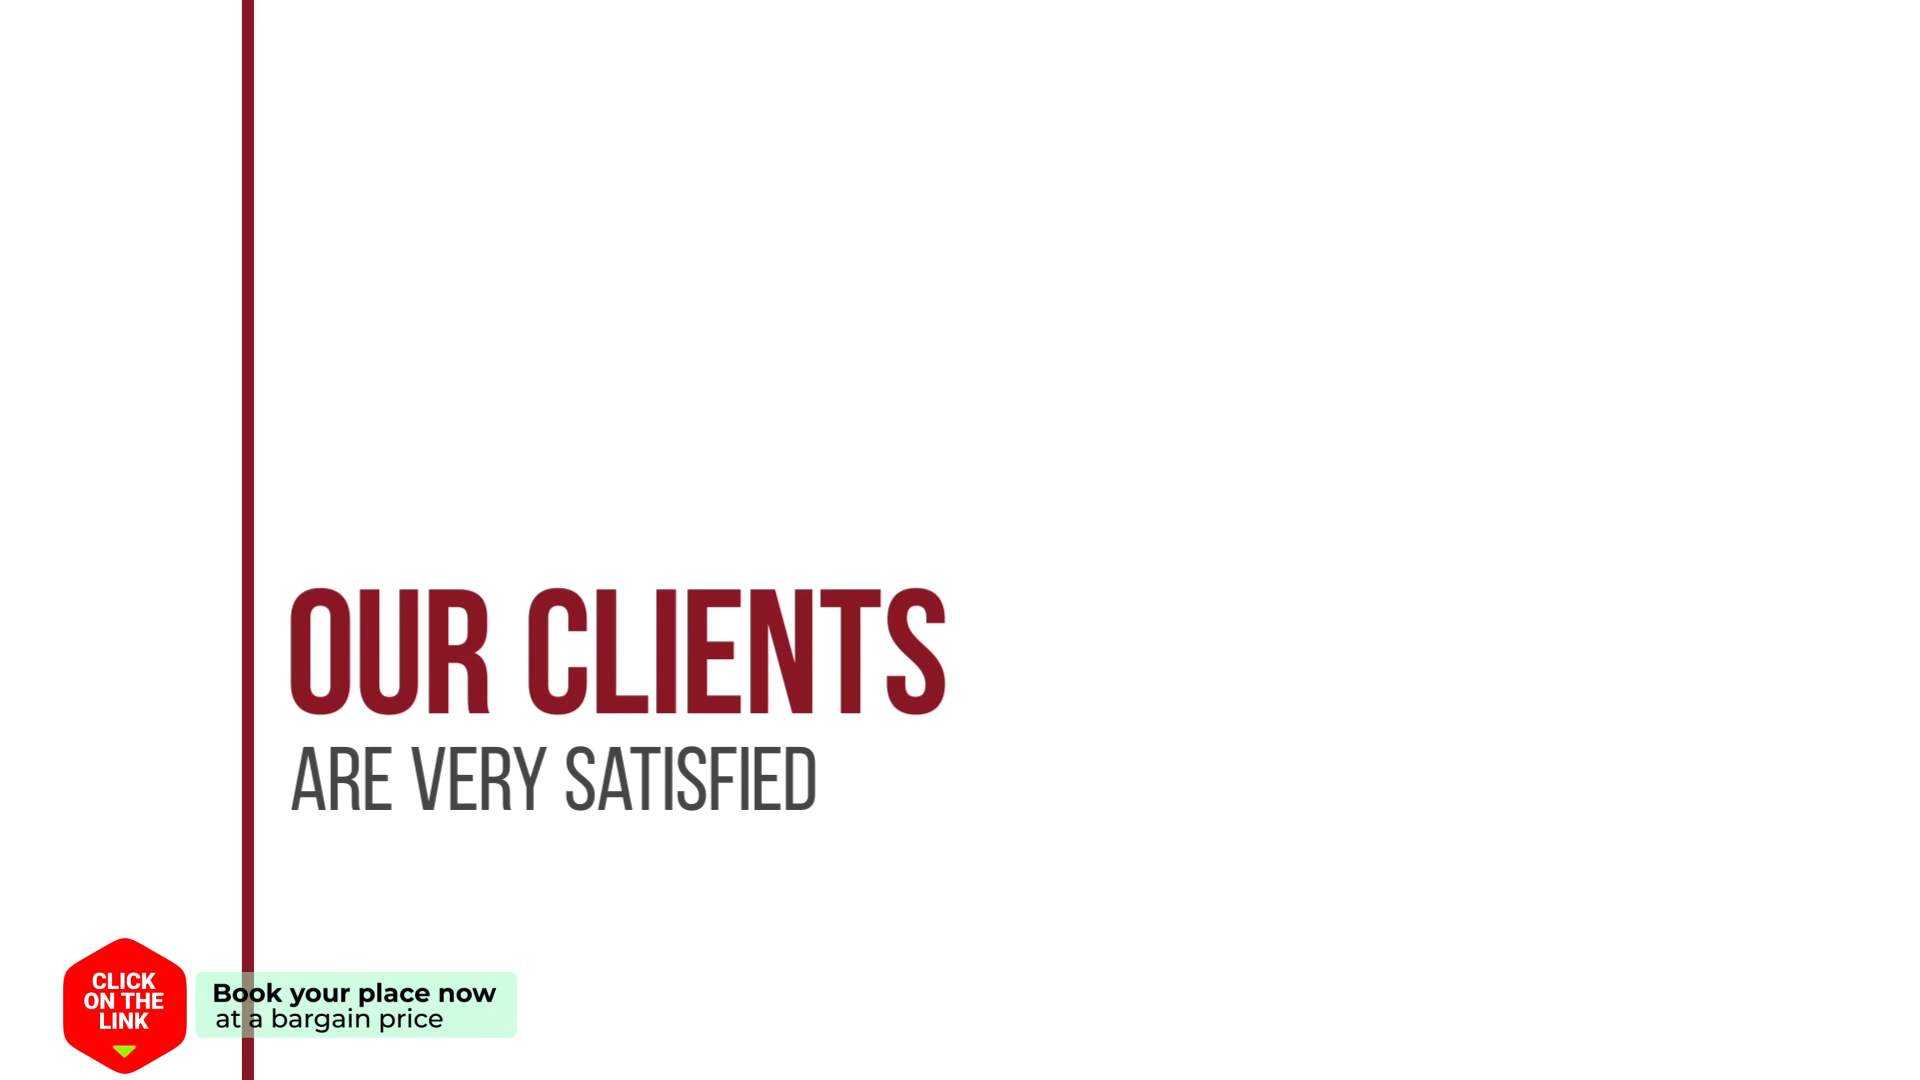 OUR CLIENTS
ARE VERY SATISFIED
CLICK
ON THE
LINK
Book your place now
at a bargain price